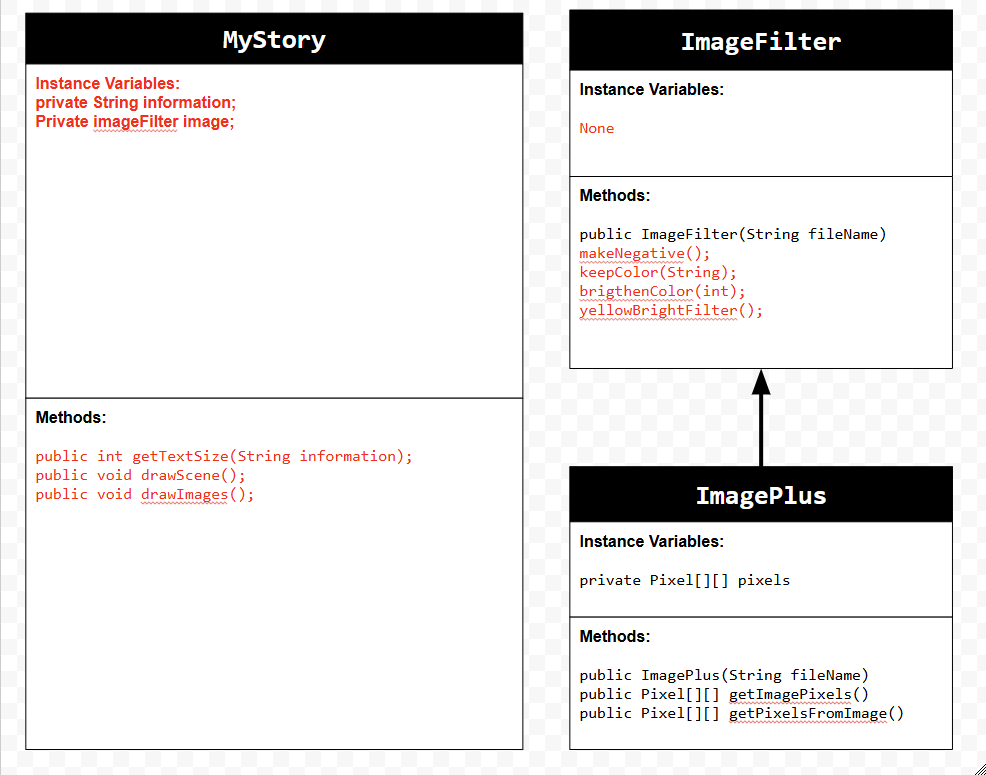 MyStory
Instance Variables:
private String information;
Private imageFilter image;
Methods:
public int getTextSize(String information);
public void drawScene();
public void drawImages();
ImageFilter
Instance Variables:
None
Methods:
public ImageFilter(String fileName)
makeNegative();
keepColor(String);
brigthenColor(int);
yellowBrightFilter();
ImagePlus
Instance Variables:
private Pixel[][] pixels
Methods:
public ImagePlus(String fileName)
public Pixel[][] getImagePixels()
public Pixel[][] getPixelsFromImage()